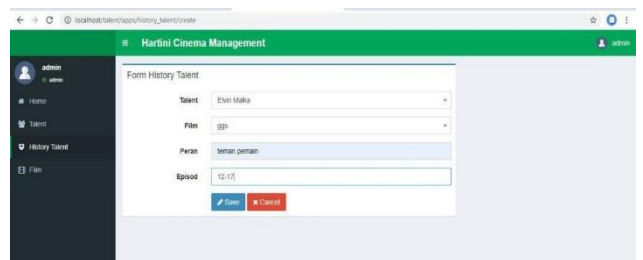 localhost/talent/apps/history_talent/create
Hartini Cinema Management
admin
admin
admin
Home
Talent
History Talent
Film
Form History Talent
Talent Elvin Malka
Film ggs
Peran teman pemain
Episod 12-17
Save Cancel